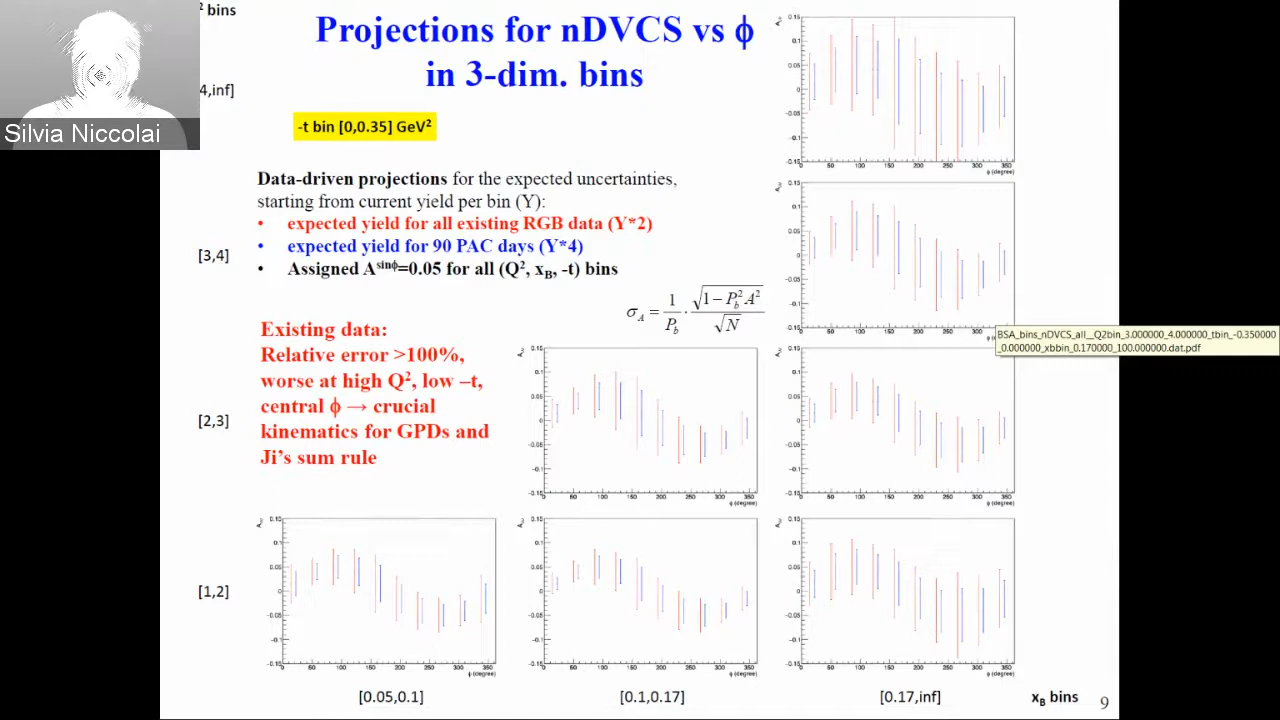 ² bins
4,inf]
Silvia Niccolai
Projections for nDVCS vs ϕ
in 3-dim. bins
-t bin [0,0.35] GeV²
Data-driven projections for the expected uncertainties,
starting from current yield per bin (Y):
• expected yield for all existing RGB data (Y*2)
• expected yield for 90 PAC days (Y*4)
• Assigned A^sinϕ=0.05 for all (Q², x_B, -t) bins
σ_A = 1/P_b · √(1 − P_b² A²)/√N
[3,4]
Existing data:
Relative error >100%,
worse at high Q², low –t,
central ϕ → crucial
kinematics for GPDs and
Ji's sum rule
[2,3]
[1,2]
BSA_bins_nDVCS_all__Q2bin_3.000000_4.000000_tbin_-0.350000
_0.000000_xbbin_0.170000_100.000000.dat.pdf
[0.05,0.1]
[0.1,0.17]
[0.17,inf]
x_B bins
9